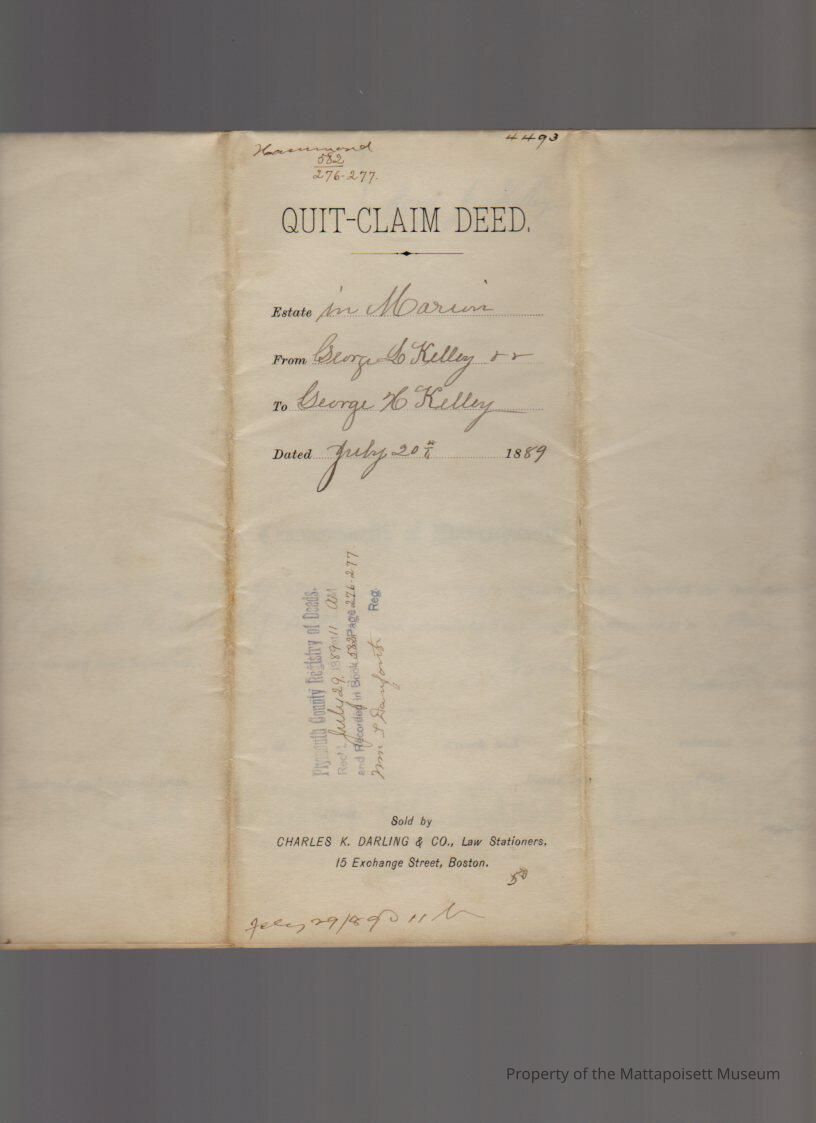 4493
Hammond
582
276-277.
QUIT-CLAIM DEED.
Estate in Marion
From George L Kelley
To George H Kelley
Dated July 20th 1889
Plymouth County Registry of Deeds.
Rec'd July 29, 1889 11 AM
and Recorded in Book 582 Page 276-277
Wm S Danforth Reg.
Sold by
CHARLES K. DARLING & CO., Law Stationers,
15 Exchange Street, Boston.
50
July 29/89 11
Property of the Mattapoisett Museum